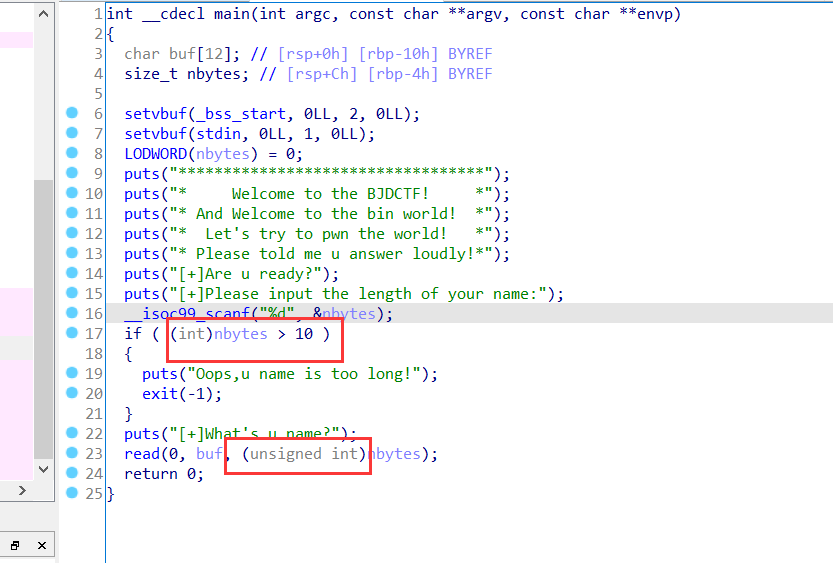 1 int __cdecl main(int argc, const char **argv, const char **envp)
2 {
3 char buf[12]; // [rsp+0h] [rbp-10h] BYREF
4 size_t nbytes; // [rsp+Ch] [rbp-4h] BYREF
5
6 setvbuf(_bss_start, 0LL, 2, 0LL);
7 setvbuf(stdin, 0LL, 1, 0LL);
8 LODWORD(nbytes) = 0;
9 puts("**********************************");
10 puts("*     Welcome to the BJDCTF!     *");
11 puts("* And Welcome to the bin world!  *");
12 puts("*  Let's try to pwn the world!   *");
13 puts("* Please told me u answer loudly!*");
14 puts("[+]Are u ready?");
15 puts("[+]Please input the length of your name:");
16 __isoc99_scanf("%d", &nbytes);
17 if ( (int)nbytes > 10 )
18 {
19 puts("Oops,u name is too long!");
20 exit(-1);
21 }
22 puts("[+]What's u name?");
23 read(0, buf, (unsigned int)nbytes);
24 return 0;
25 }